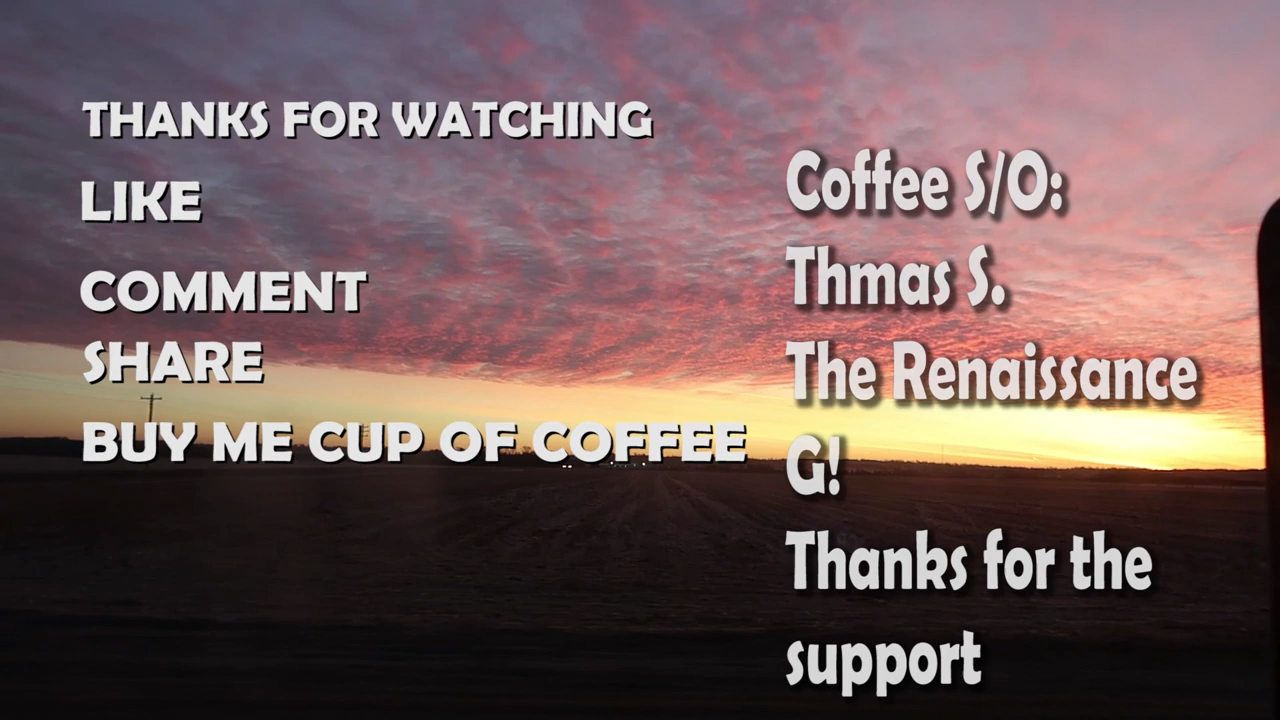 THANKS FOR WATCHING
LIKE
COMMENT
SHARE
BUY ME CUP OF COFFEE
Coffee S/O:
Thmas S.
The Renaissance
G!
Thanks for the
support